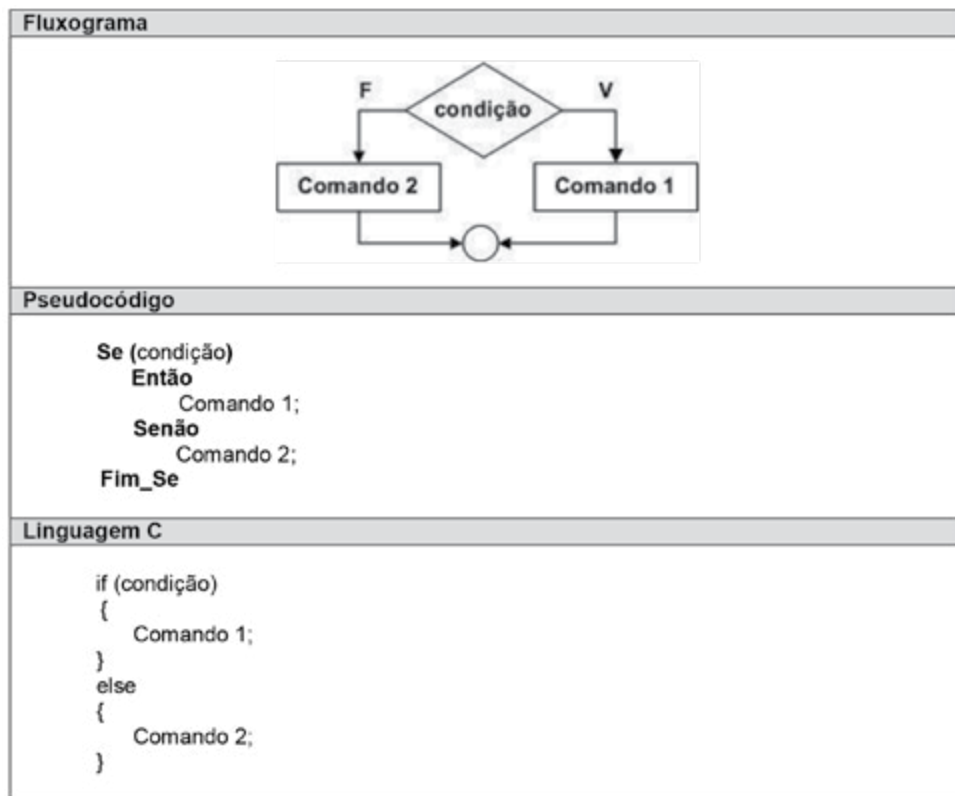 Fluxograma
F V
condição
Comando 2 Comando 1
Pseudocódigo
Se (condição)
Então
Comando 1;
Senão
Comando 2;
Fim_Se
Linguagem C
if (condição)
{
Comando 1;
}
else
{
Comando 2;
}